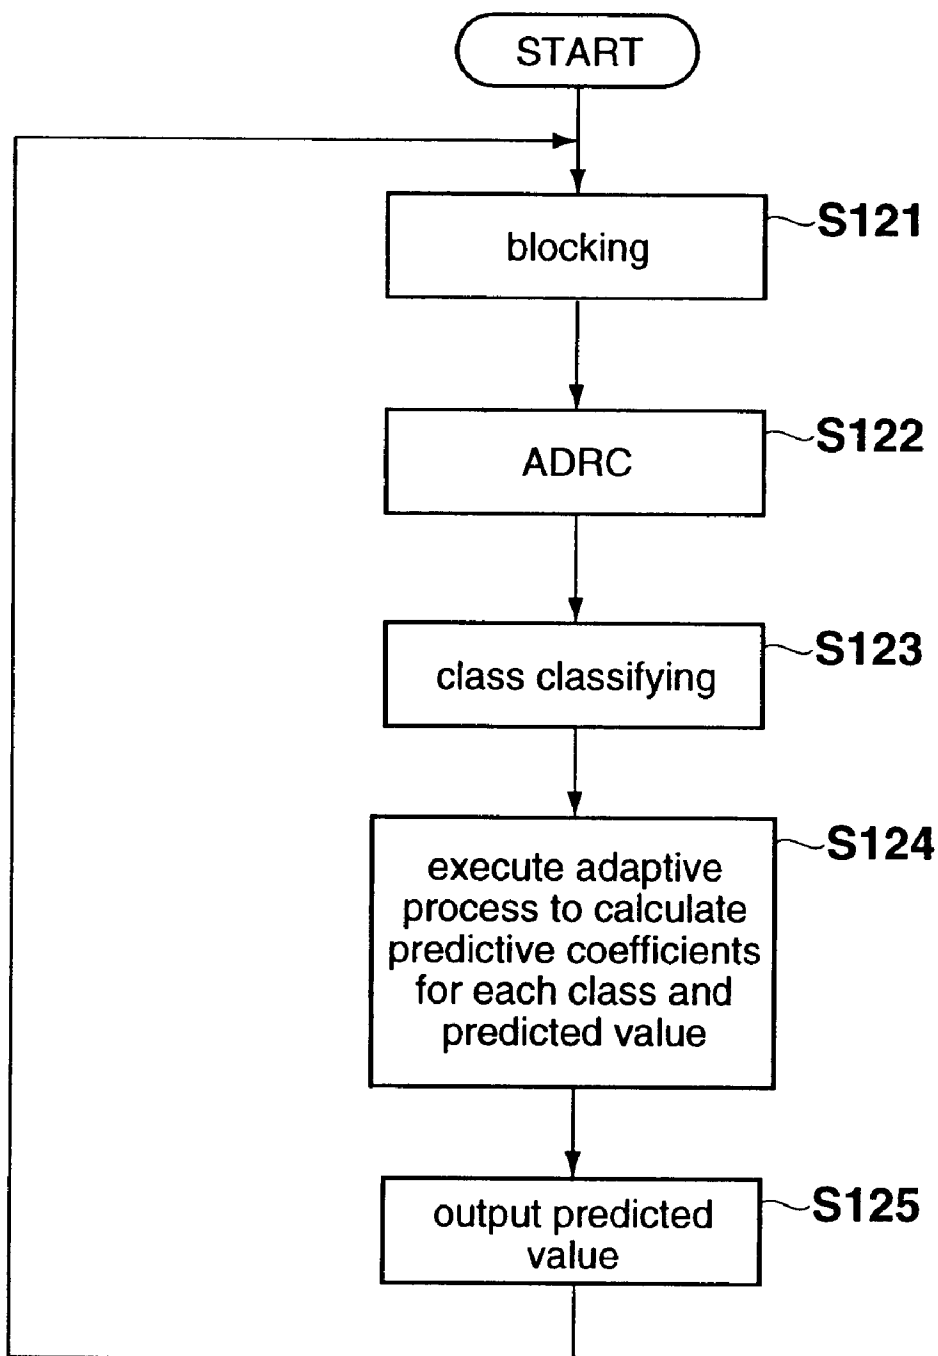 START
blocking
S121
ADRC
S122
class classifying
S123
execute adaptive
process to calculate
predictive coefficients
for each class and
predicted value
S124
output predicted
value
S125